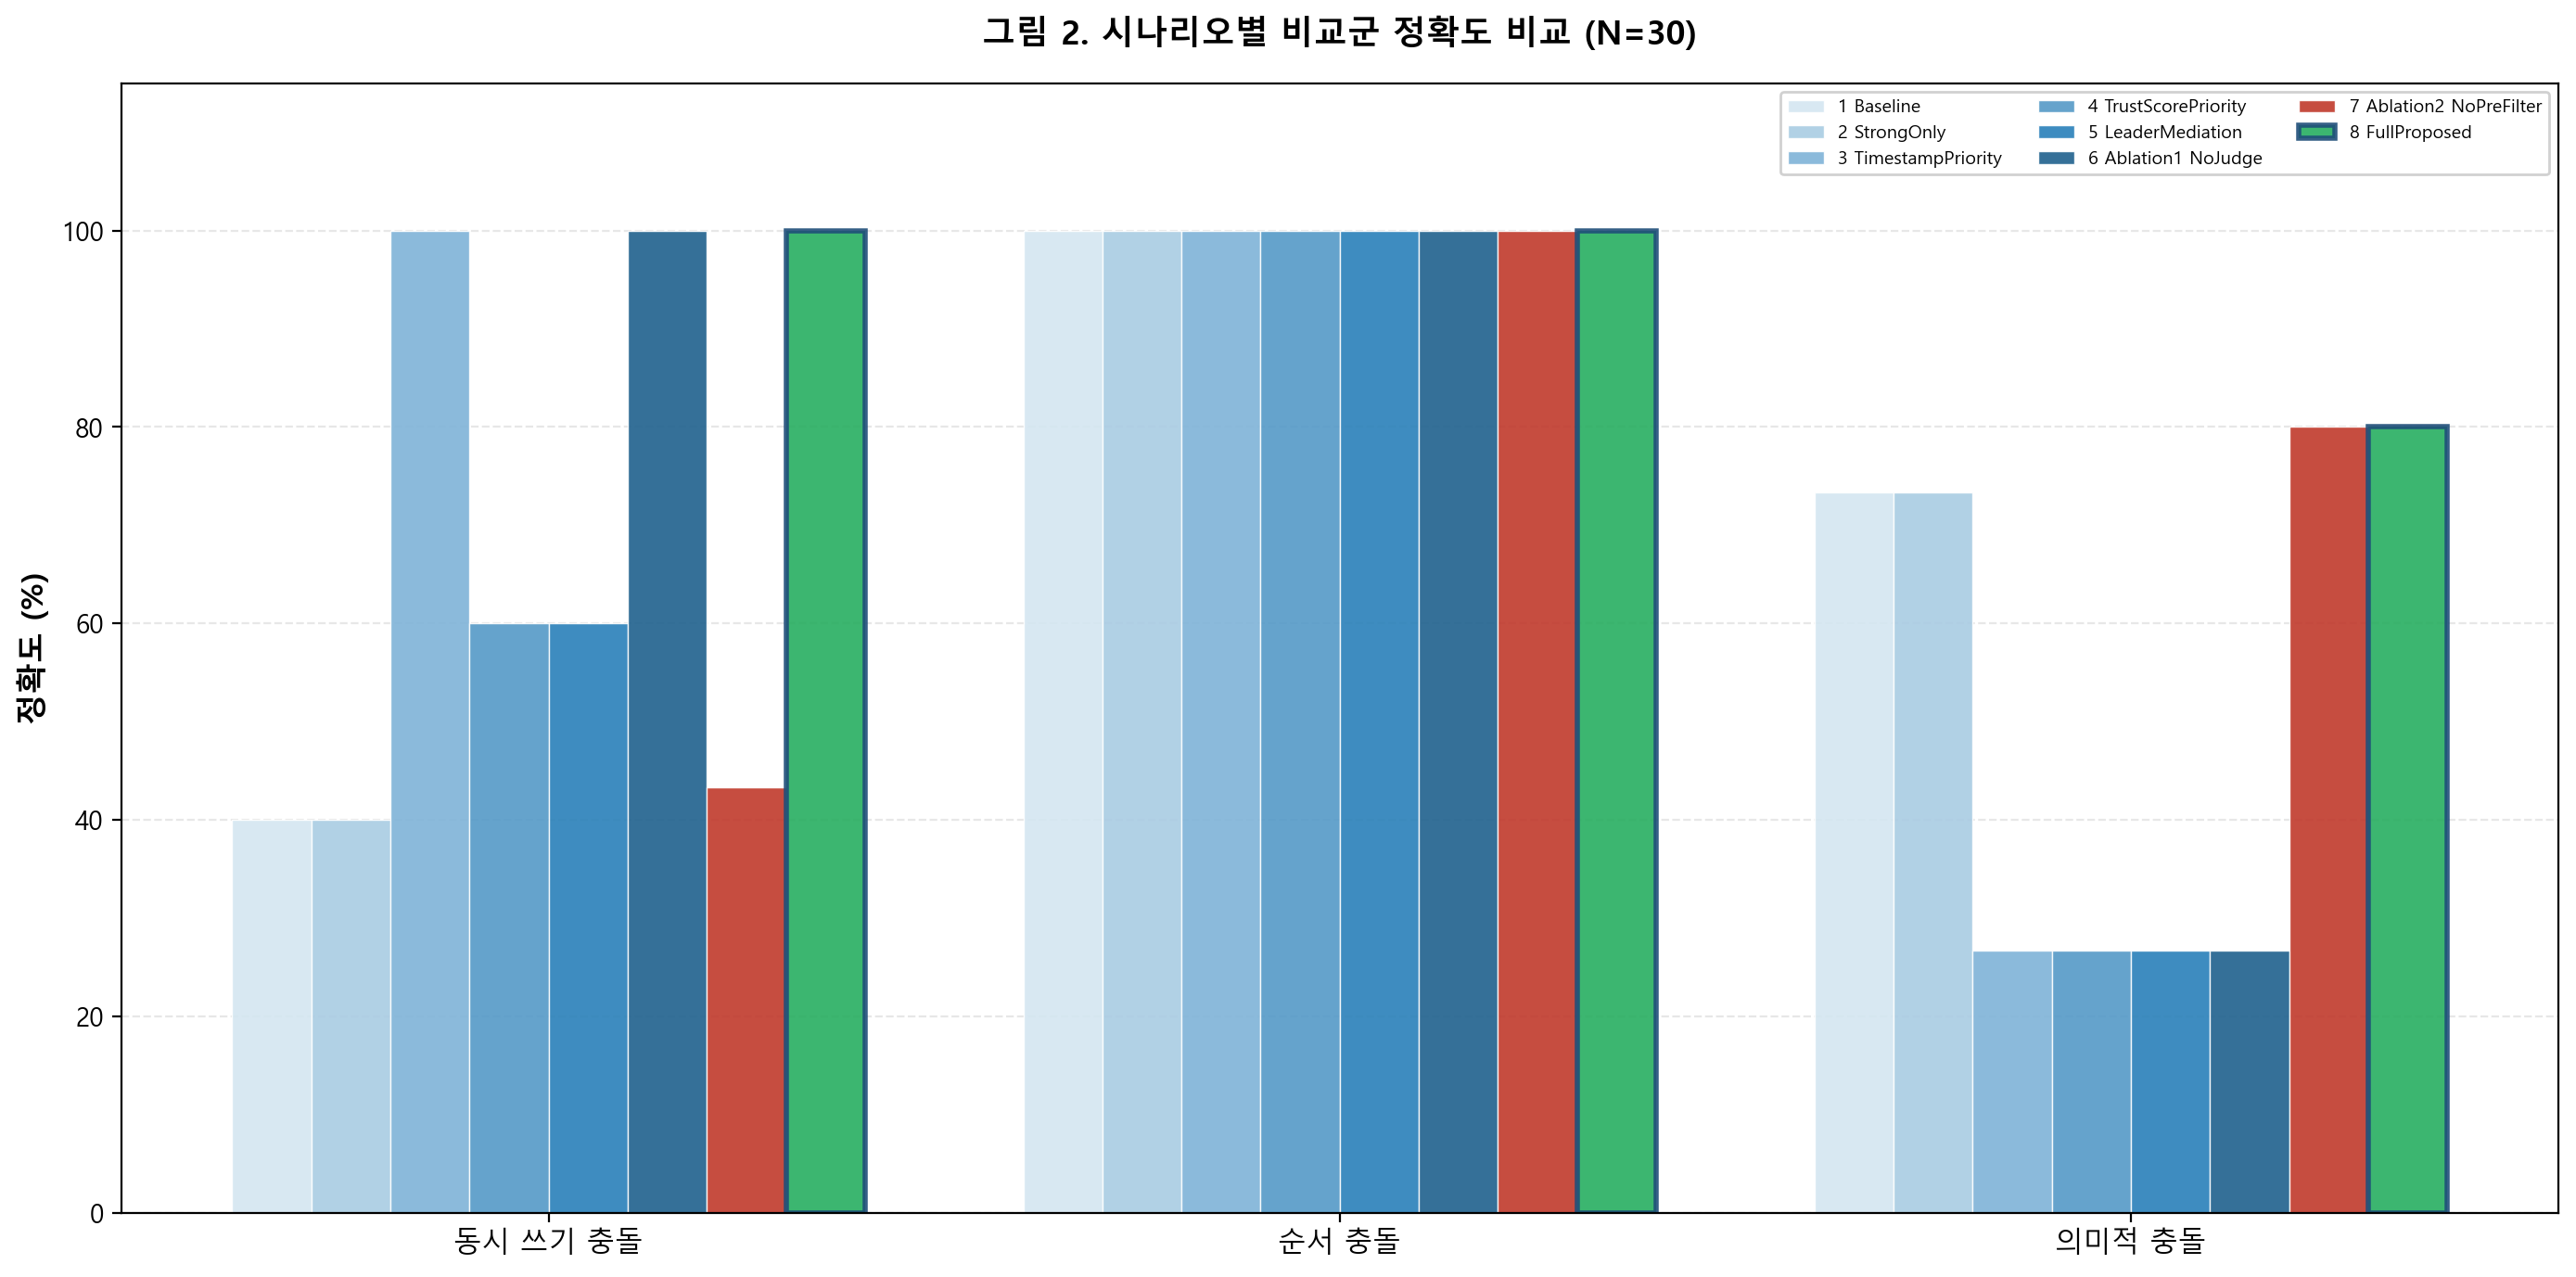 그림 2. 시나리오별 비교군 정확도 비교 (N=30)
1 Baseline
2 StrongOnly
3 TimestampPriority
4 TrustScorePriority
5 LeaderMediation
6 Ablation1 NoJudge
7 Ablation2 NoPreFilter
8 FullProposed
정확도 (%)
100
80
60
40
20
0
동시 쓰기 충돌
순서 충돌
의미적 충돌